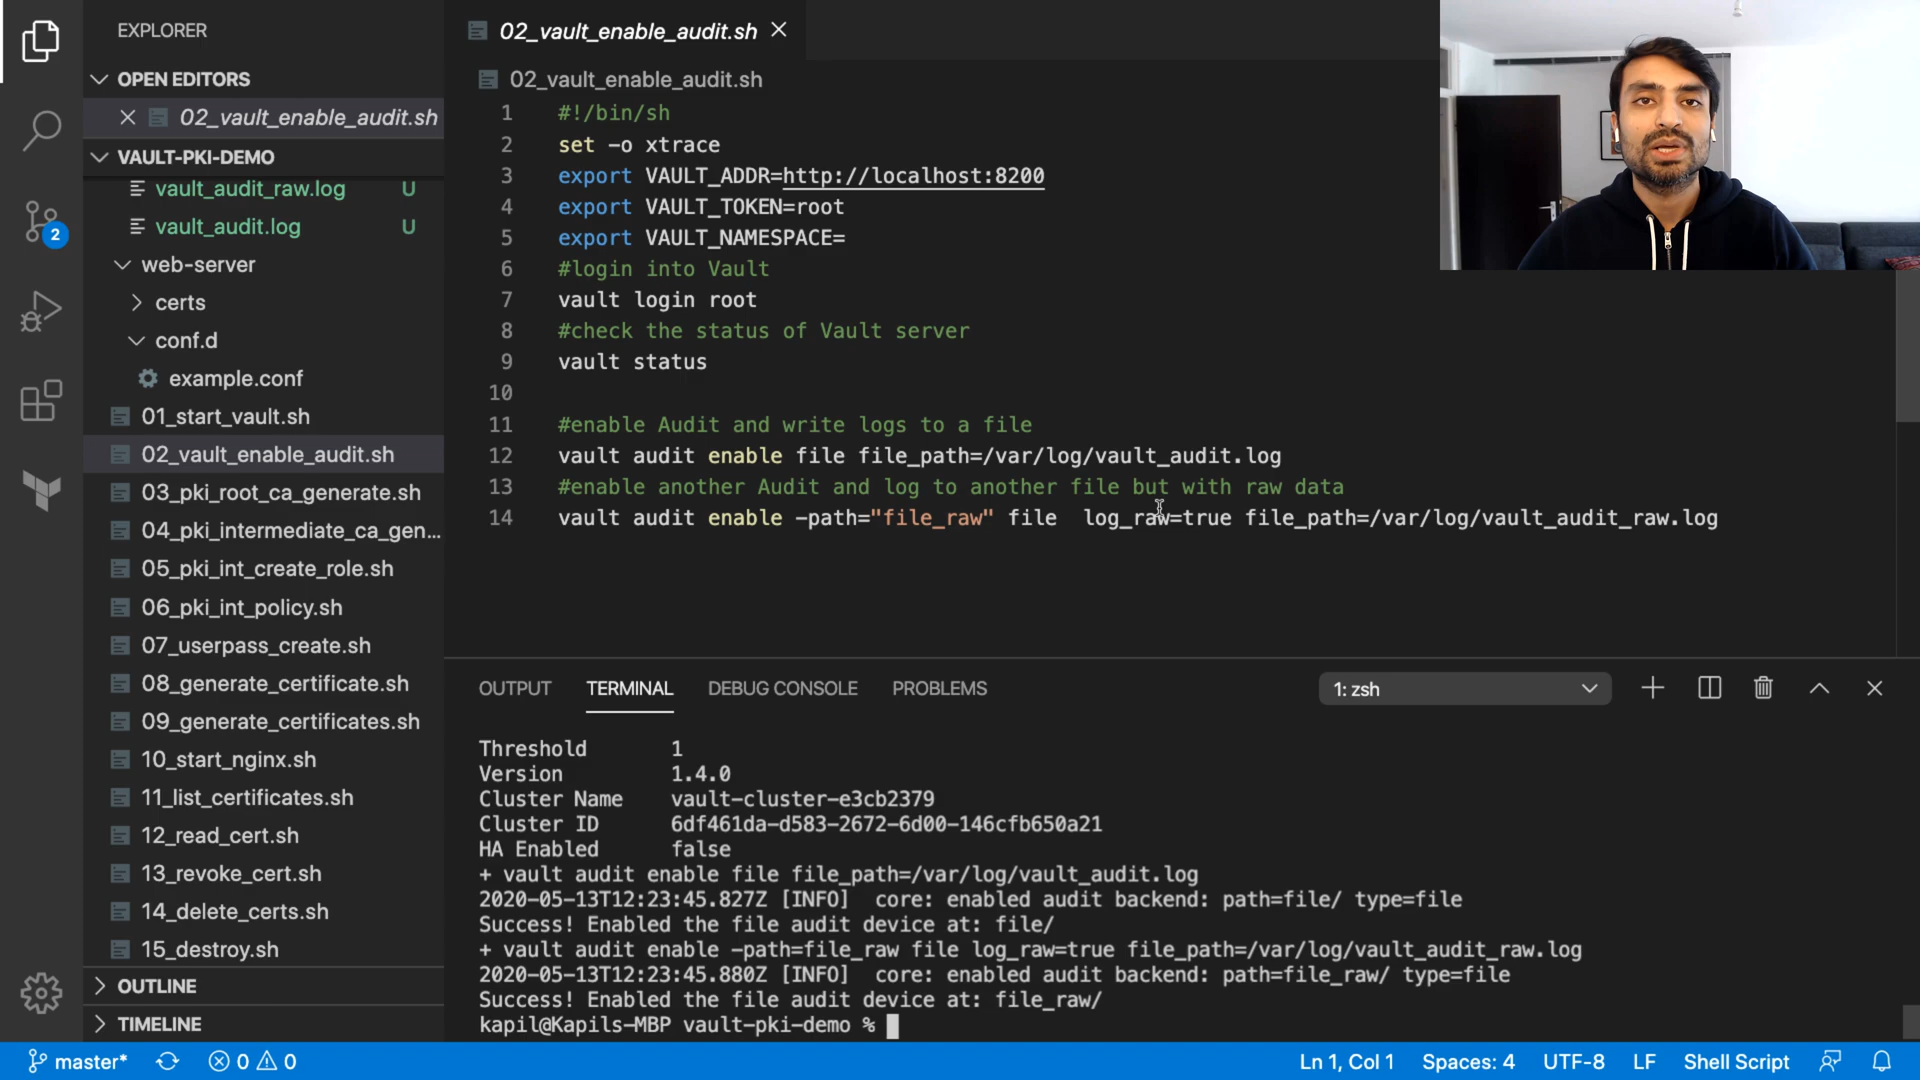 EXPLORER
OPEN EDITORS
02_vault_enable_audit.sh
VAULT-PKI-DEMO
vault_audit_raw.log U
vault_audit.log U
web-server
certs
conf.d
example.conf
01_start_vault.sh
02_vault_enable_audit.sh
03_pki_root_ca_generate.sh
04_pki_intermediate_ca_gen...
05_pki_int_create_role.sh
06_pki_int_policy.sh
07_userpass_create.sh
08_generate_certificate.sh
09_generate_certificates.sh
10_start_nginx.sh
11_list_certificates.sh
12_read_cert.sh
13_revoke_cert.sh
14_delete_certs.sh
15_destroy.sh
OUTLINE
TIMELINE
2
02_vault_enable_audit.sh
02_vault_enable_audit.sh
1 #!/bin/sh
2 set -o xtrace
3 export VAULT_ADDR=http://localhost:8200
4 export VAULT_TOKEN=root
5 export VAULT_NAMESPACE=
6 #login into Vault
7 vault login root
8 #check the status of Vault server
9 vault status
10
11 #enable Audit and write logs to a file
12 vault audit enable file file_path=/var/log/vault_audit.log
13 #enable another Audit and log to another file but with raw data
14 vault audit enable -path="file_raw" file  log_raw=true file_path=/var/log/vault_audit_raw.log
OUTPUT TERMINAL DEBUG CONSOLE PROBLEMS 1: zsh
Threshold 1
Version 1.4.0
Cluster Name vault-cluster-e3cb2379
Cluster ID 6df461da-d583-2672-6d00-146cfb650a21
HA Enabled false
+ vault audit enable file file_path=/var/log/vault_audit.log
2020-05-13T12:23:45.827Z [INFO]  core: enabled audit backend: path=file/ type=file
Success! Enabled the file audit device at: file/
+ vault audit enable -path=file_raw file log_raw=true file_path=/var/log/vault_audit_raw.log
2020-05-13T12:23:45.880Z [INFO]  core: enabled audit backend: path=file_raw/ type=file
Success! Enabled the file audit device at: file_raw/
kapil@Kapils-MBP vault-pki-demo %
master* 0 0 Ln 1, Col 1 Spaces: 4 UTF-8 LF Shell Script